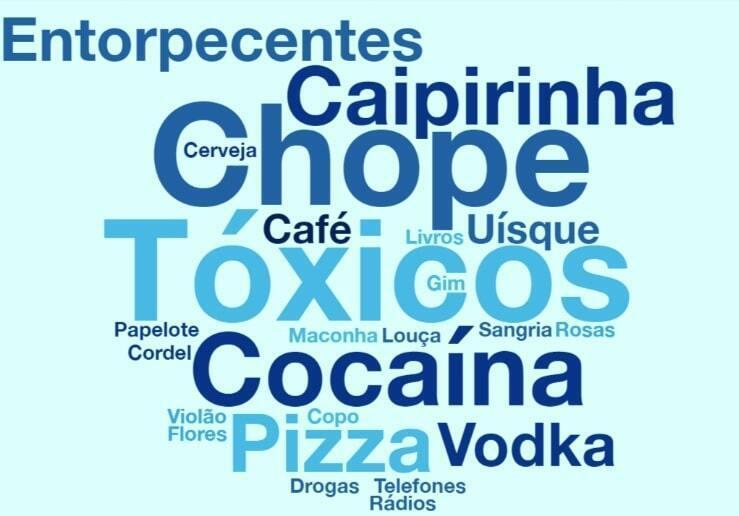 Entorpecentes
Caipirinha
Chope
Cerveja
Café
Livros
Uísque
Tóxicos
Gim
Papelote
Maconha
Louça
Sangria
Rosas
Cordel
Cocaína
Violão
Copo
Flores
Pizza
Vodka
Drogas
Telefones
Rádios